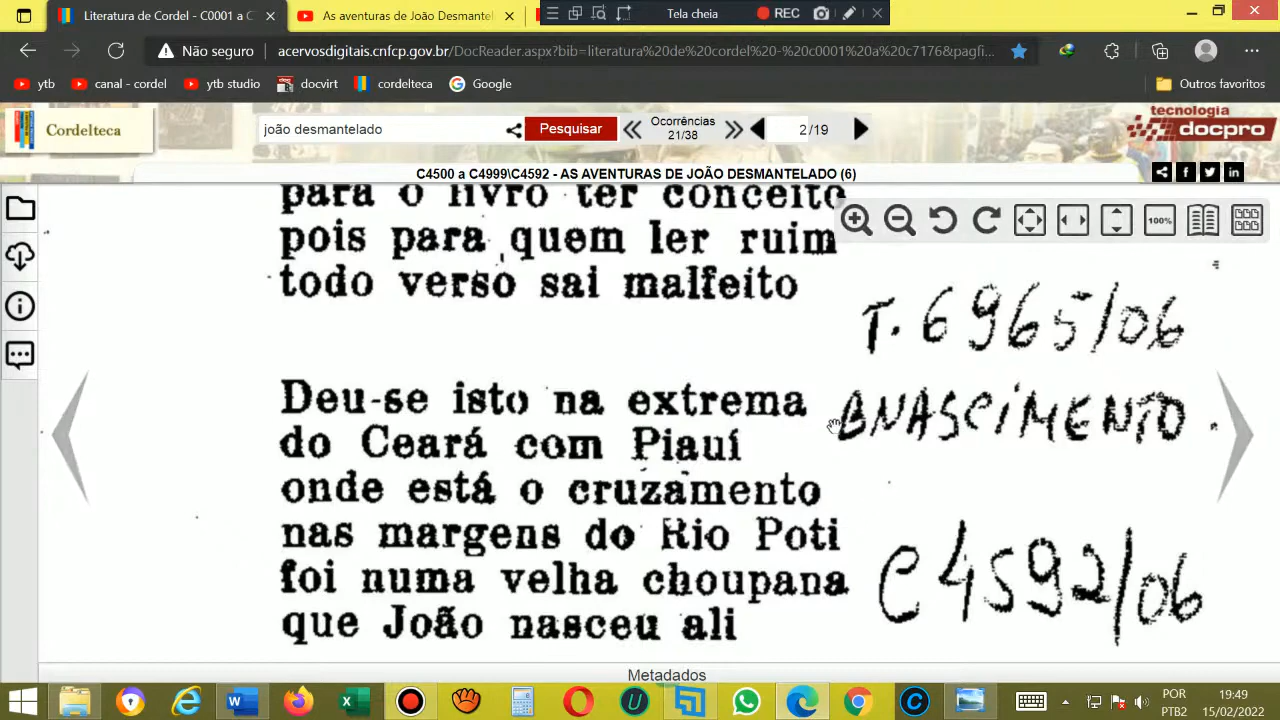 Literatura de Cordel - C0001 a C
As aventuras de João Desmantel
Tela cheia
REC
Não seguro
acervosdigitais.cnfcp.gov.br/DocReader.aspx?bib=literatura%20de%20cordel%20-%20c0001%20a%20c7176&pagfi...
ytb
canal - cordel
ytb studio
docvirt
cordelteca
Google
Outros favoritos
Cordelteca
joão desmantelado
Pesquisar
Ocorrências
21/38
2/19
tecnologia
docpro
C4500 a C4999\C4592 - AS AVENTURAS DE JOÃO DESMANTELADO (6)
100%
para o livro ter conceito
pois para quem ler ruim
todo verso sai malfeito
T. 6965/06
Deu-se isto na extrema
BNASCIMENTO.
do Ceará com Piauí
onde está o cruzamento
nas margens do Rio Poti
foi numa velha choupana
C4592/06
que João nasceu ali
Metadados
POR
PTB2
19:49
15/02/2022